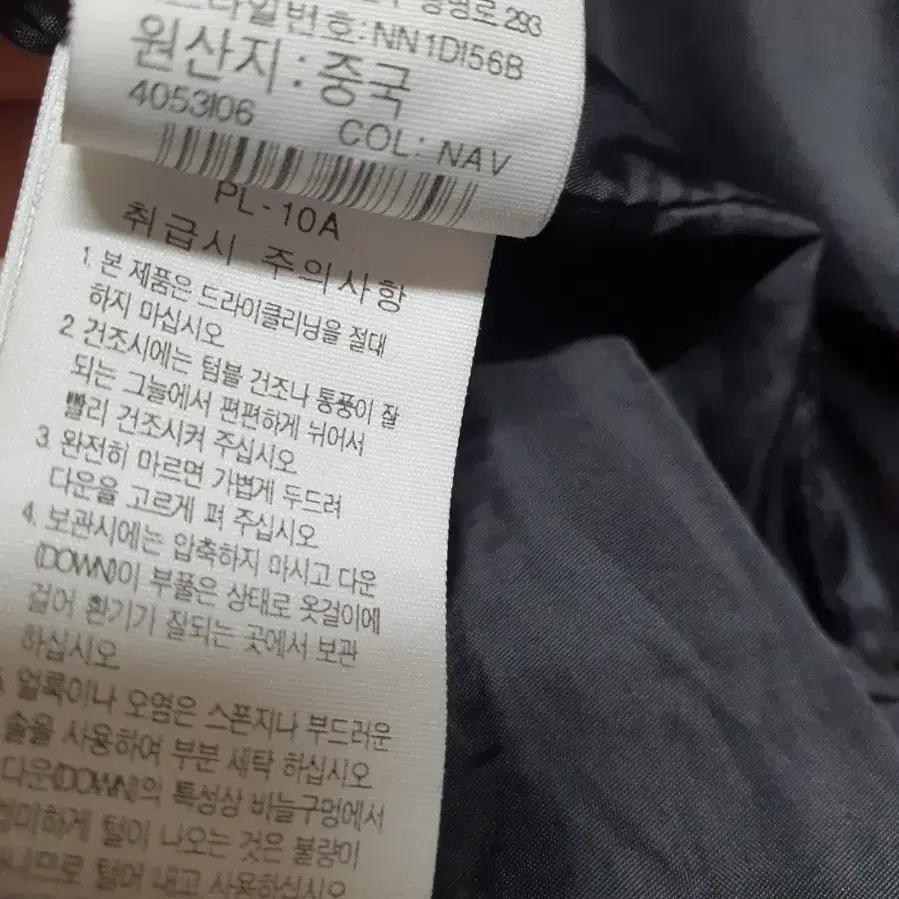 광명로 293
스타일번호: NN1DI56B
원산지 : 중국
4053I06
COL: NAV
PL-10A
취급시 주의사항
1. 본 제품은 드라이클리닝을 절대
하지 마십시오
2 건조시에는 텀블 건조나 통풍이 잘
되는 그늘에서 편편하게 뉘어서
빨리 건조시켜 주십시오
3. 완전히 마르면 가볍게 두드려
다운을 고르게 펴 주십시오
4. 보관시에는 압축하지 마시고 다운
(DOWN)이 부풀은 상태로 옷걸이에
걸어 환기가 잘되는 곳에서 보관
하십시오
얼룩이나 오염은 스폰지나 부드러운
솔을 사용하여 부분 세탁 하십시오
다운(DOWN)의 특성상 바늘구멍에서
미하게 털이 나오는 것은 불량이
아니므로 털어 내고 사용하십시오